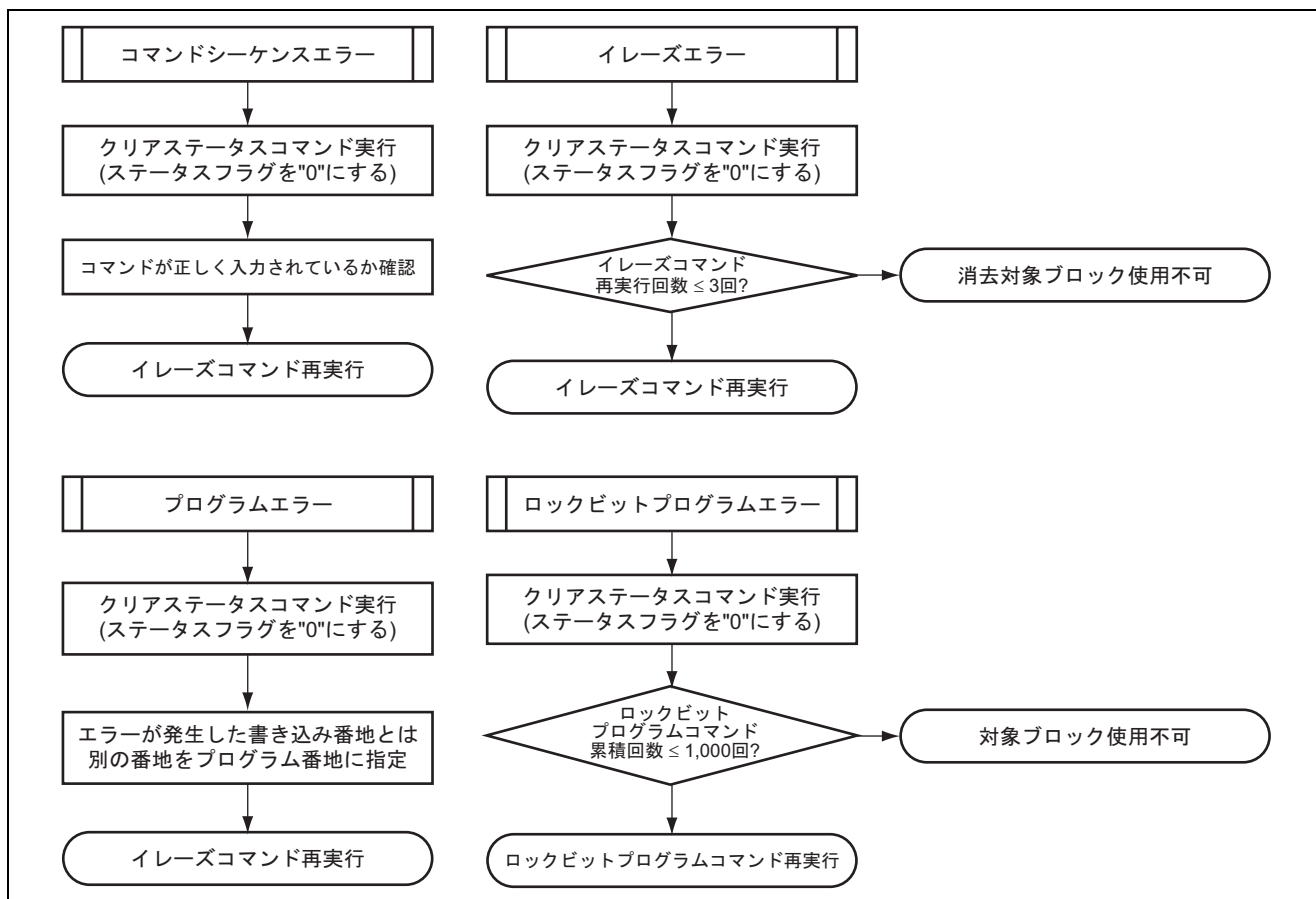 コマンドシーケンスエラー
クリアステータスコマンド実行
(ステータスフラグを"0"にする)
コマンドが正しく入力されているか確認
イレーズコマンド再実行
イレーズエラー
クリアステータスコマンド実行
(ステータスフラグを"0"にする)
イレーズコマンド
再実行回数 ≤ 3回?
消去対象ブロック使用不可
イレーズコマンド再実行
プログラムエラー
クリアステータスコマンド実行
(ステータスフラグを"0"にする)
エラーが発生した書き込み番地とは
別の番地をプログラム番地に指定
イレーズコマンド再実行
ロックビットプログラムエラー
クリアステータスコマンド実行
(ステータスフラグを"0"にする)
ロックビット
プログラムコマンド
累積回数 ≤ 1,000回?
対象ブロック使用不可
ロックビットプログラムコマンド再実行